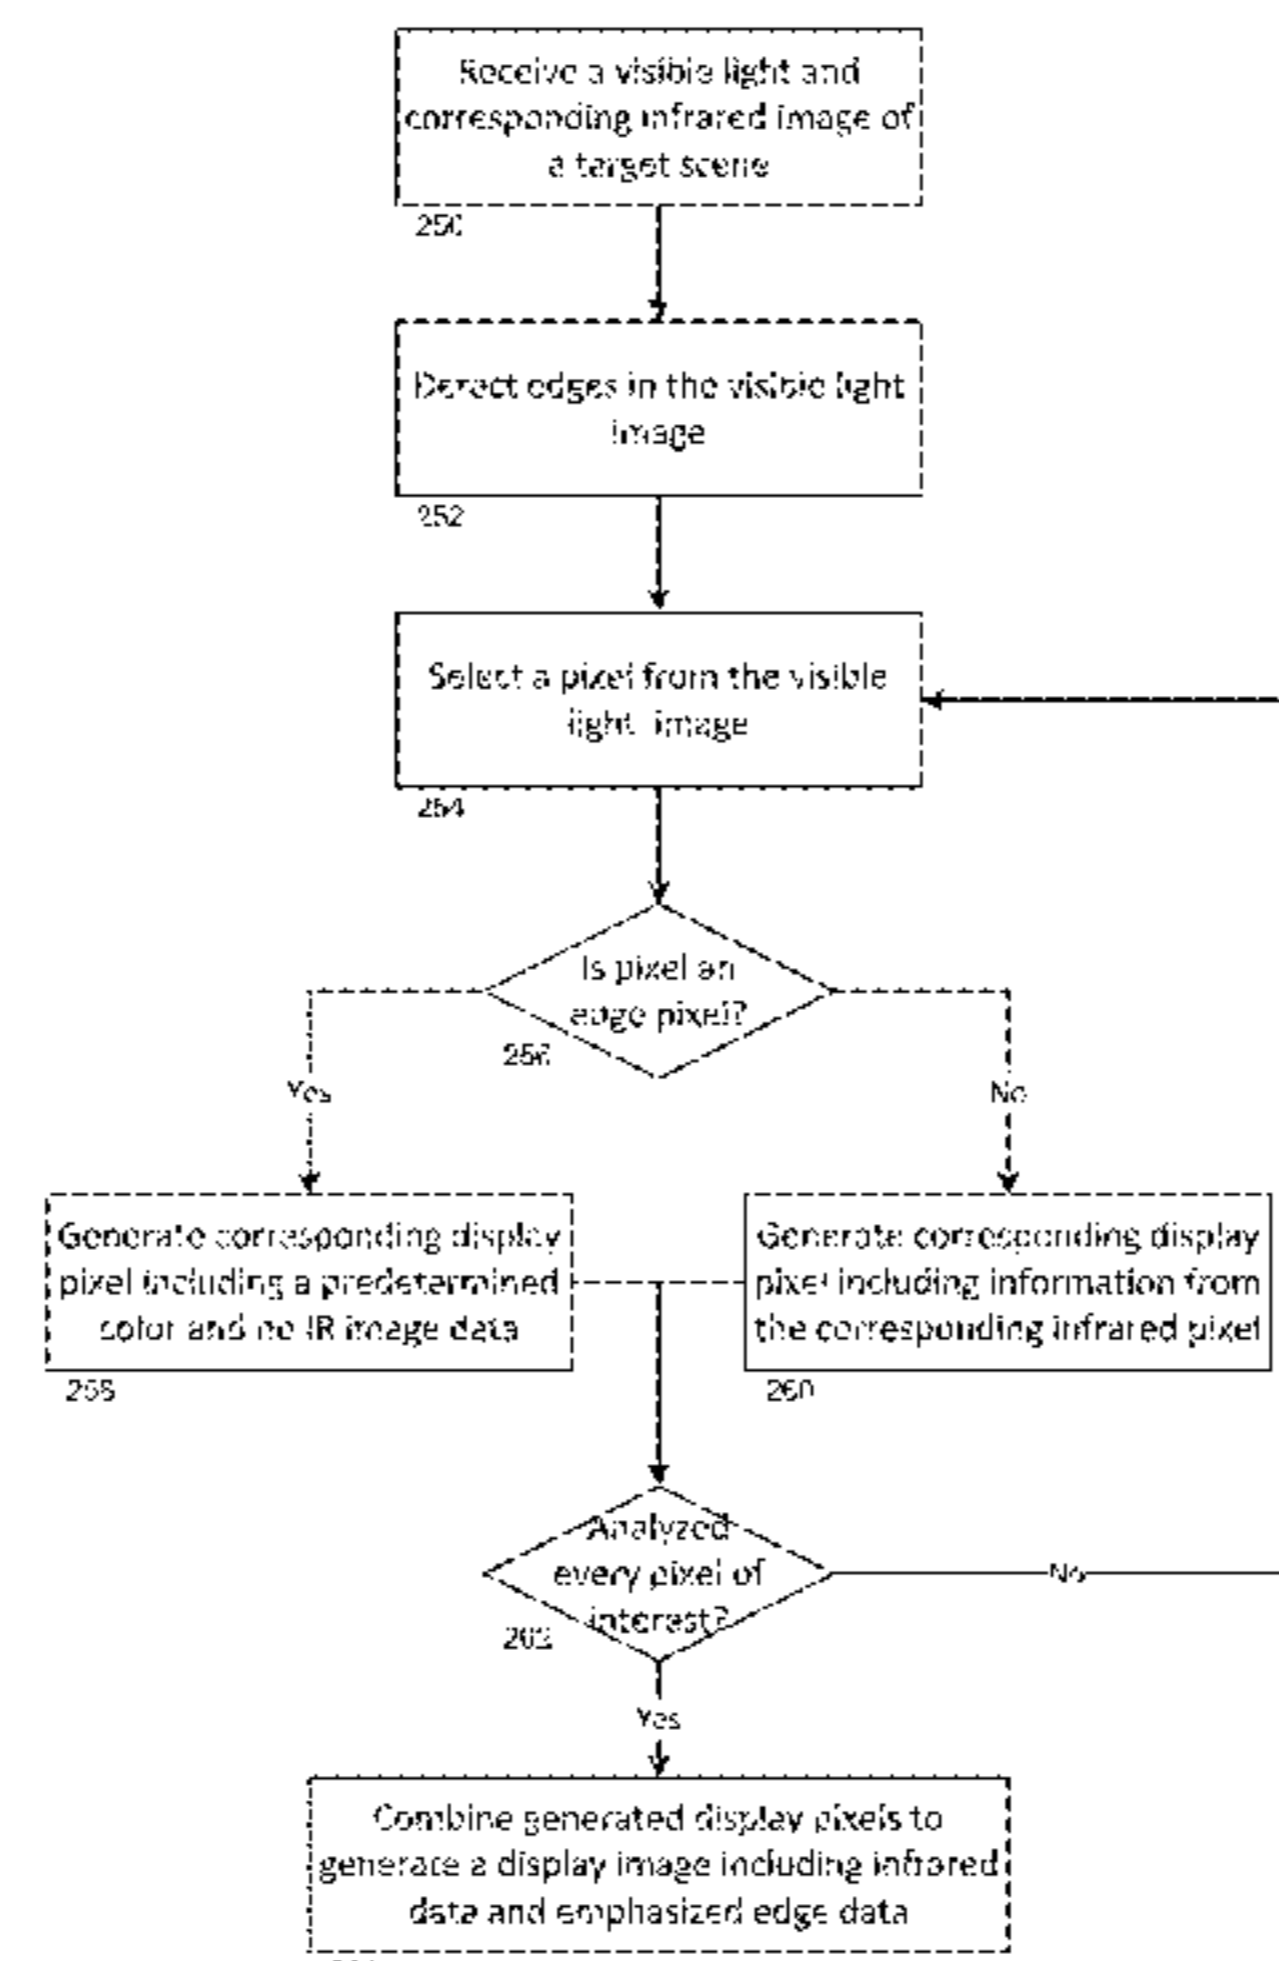 Receive a visible light and
corresponding infrared image of
a target scene
250
Detect edges in the visible light
image
252
Select a pixel from the visible
light image
254
Is pixel an
edge pixel?
256
Yes
No
Generate corresponding display
pixel including a predetermined
color and no IR image data
258
Generate corresponding display
pixel including information from
the corresponding infrared pixel
260
Analyzed
every pixel of
interest?
262
No
Yes
Combine generated display pixels to
generate a display image including infrared
data and emphasized edge data